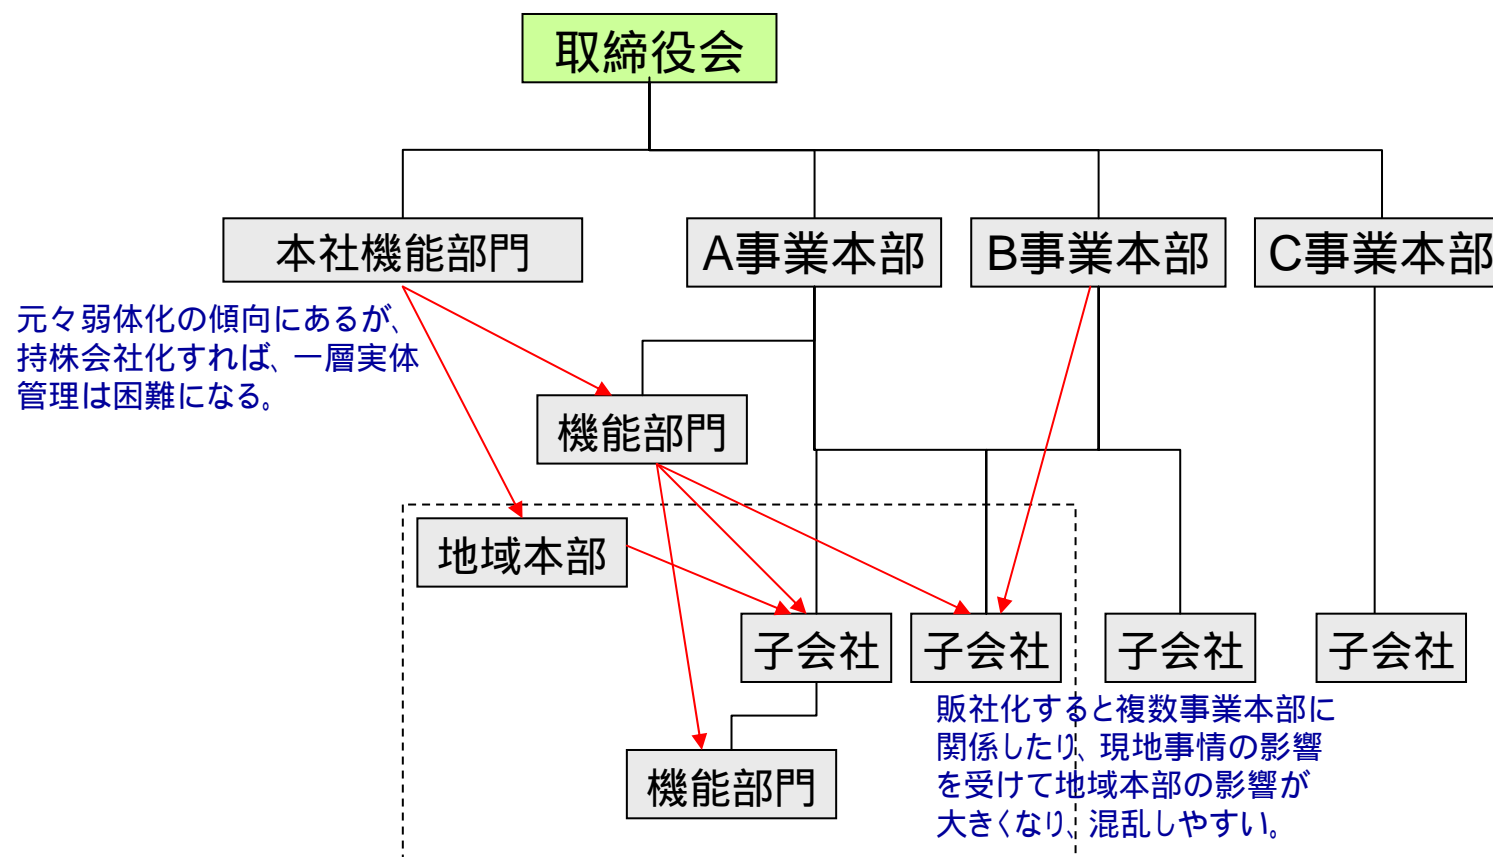 取締役会
本社機能部門
A事業本部
B事業本部
C事業本部
元々弱体化の傾向にあるが、
持株会社化すれば、一層実体
管理は困難になる。
機能部門
地域本部
子会社
子会社
子会社
子会社
販社化すると複数事業本部に
関係したり、現地事情の影響
を受けて地域本部の影響が
大きくなり、混乱しやすい。
機能部門